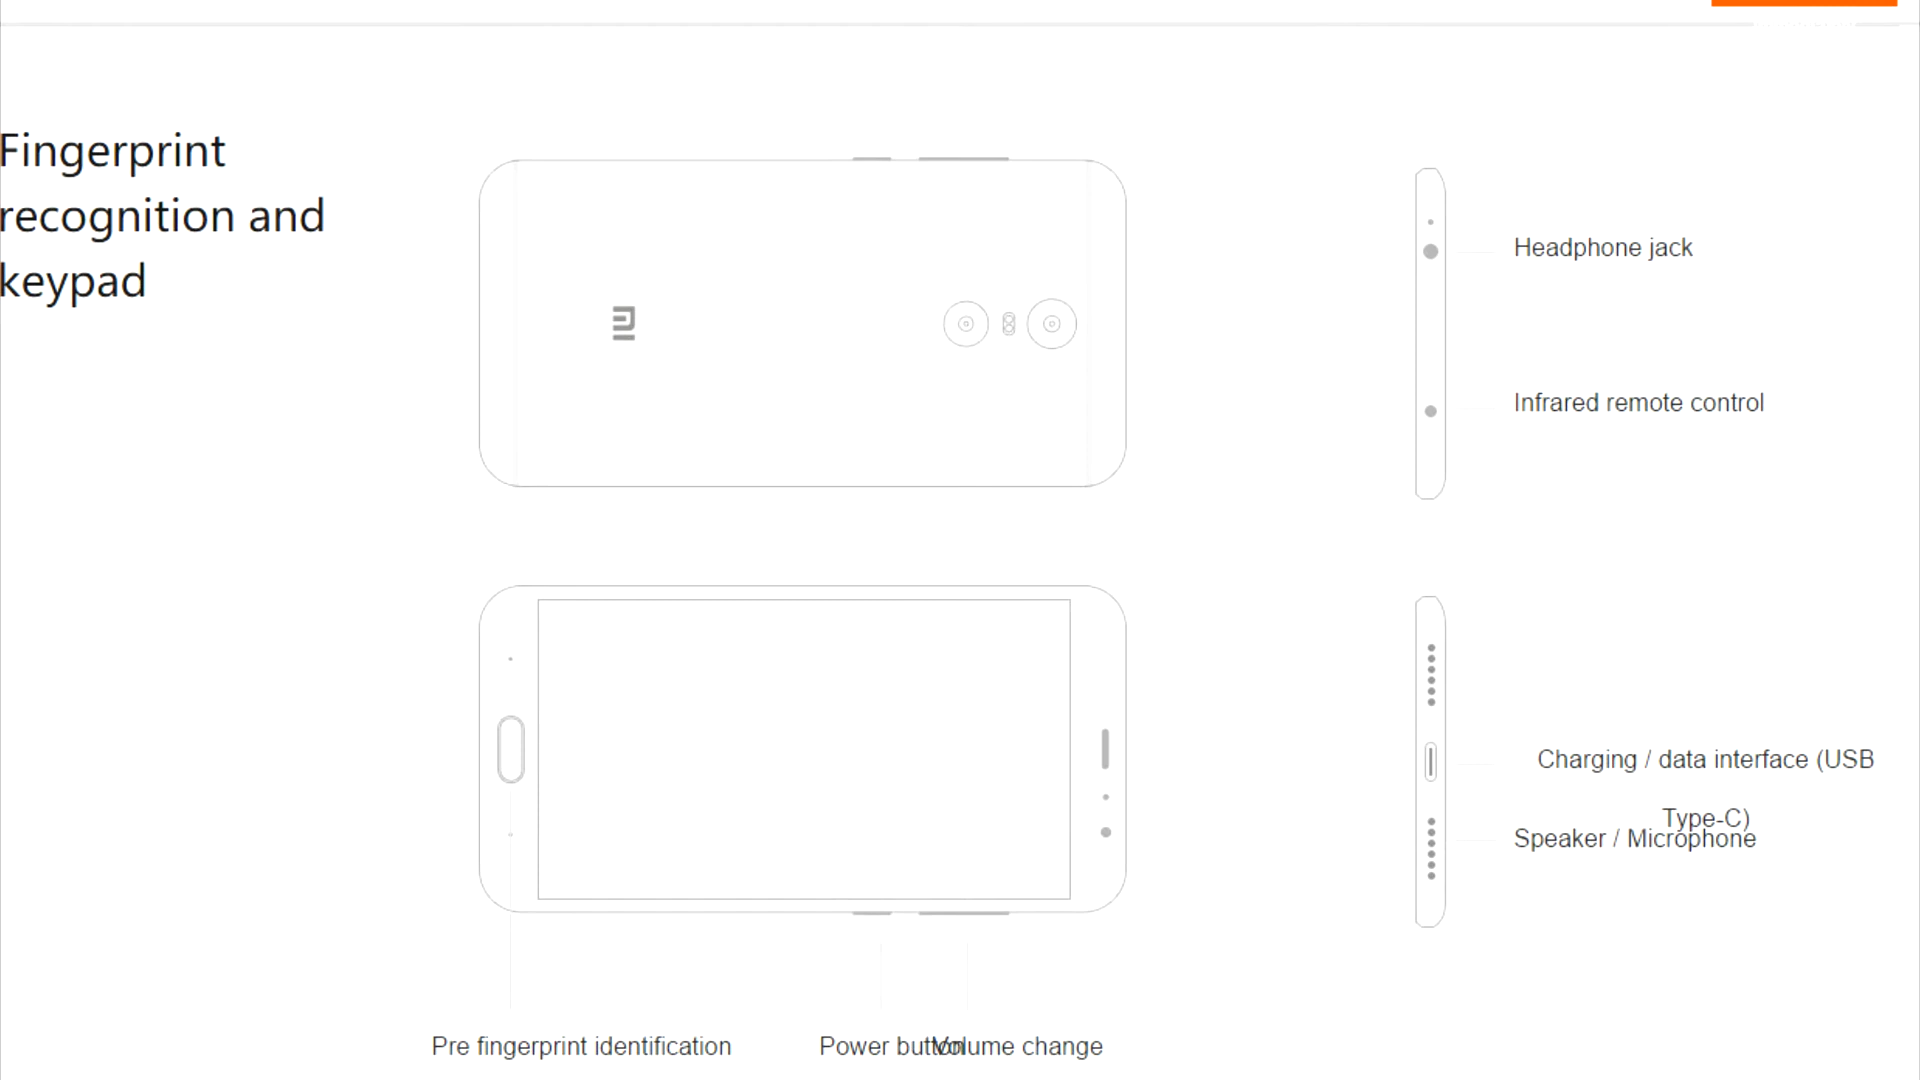 Fingerprint
recognition and
keypad
Headphone jack
Infrared remote control
Charging / data interface (USB
Type-C)
Speaker / Microphone
Pre fingerprint identification
Power button
Volume change